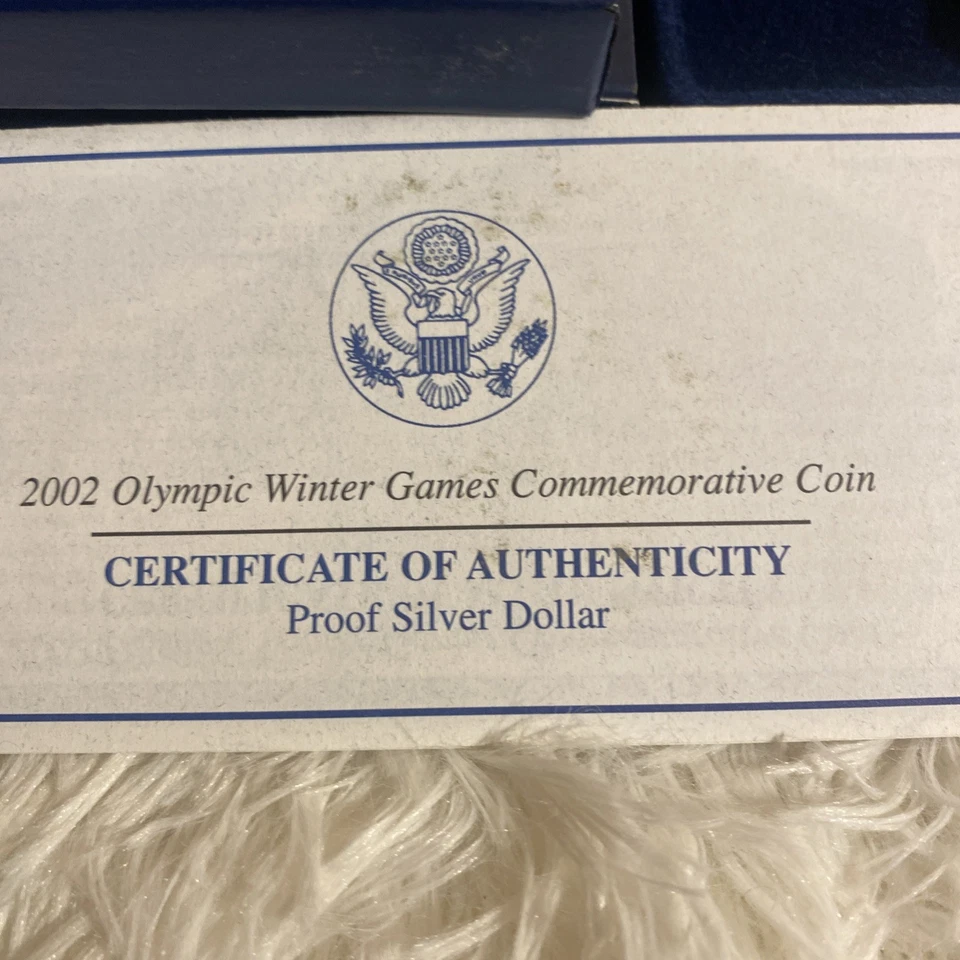 2002 Olympic Winter Games Commemorative Coin
CERTIFICATE OF AUTHENTICITY
Proof Silver Dollar